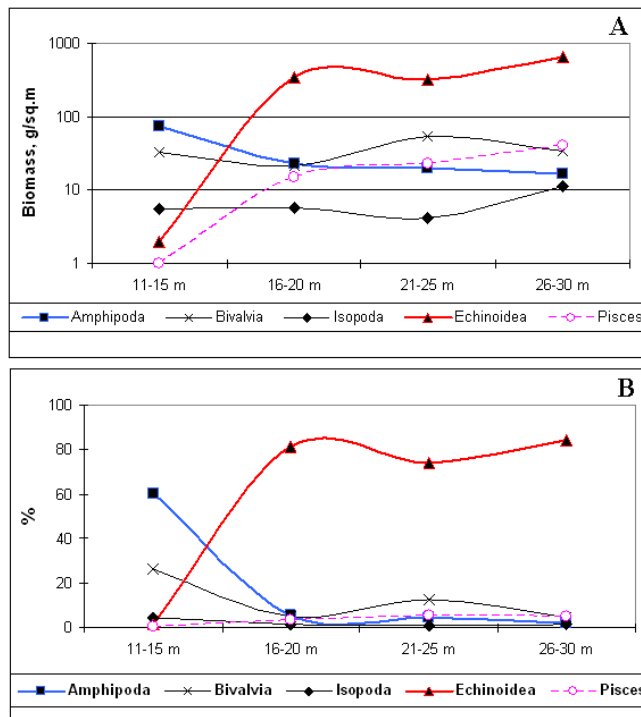 A
1000
100
10
1
Biomass, g/sq.m
11-15 m 16-20 m 21-25 m 26-30 m
Amphipoda Bivalvia Isopoda Echinoidea Pisces
B
100
80
60
40
20
0
%
11-15 m 16-20 m 21-25 m 26-30 m
Amphipoda Bivalvia Isopoda Echinoidea Pisces